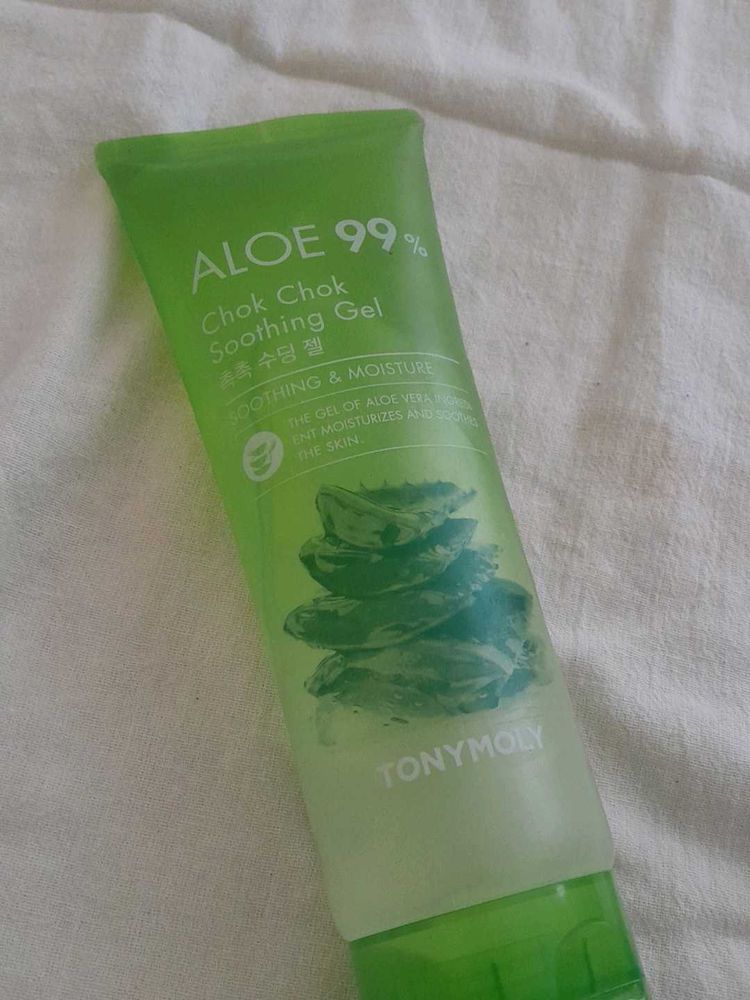 ALOE 99%
Chok Chok
Soothing Gel
촉촉 수딩 젤
SOOTHING & MOISTURE
THE GEL OF ALOE VERA INGREDI-
ENT MOISTURIZES AND SOOTHES
THE SKIN.
TONYMOLY